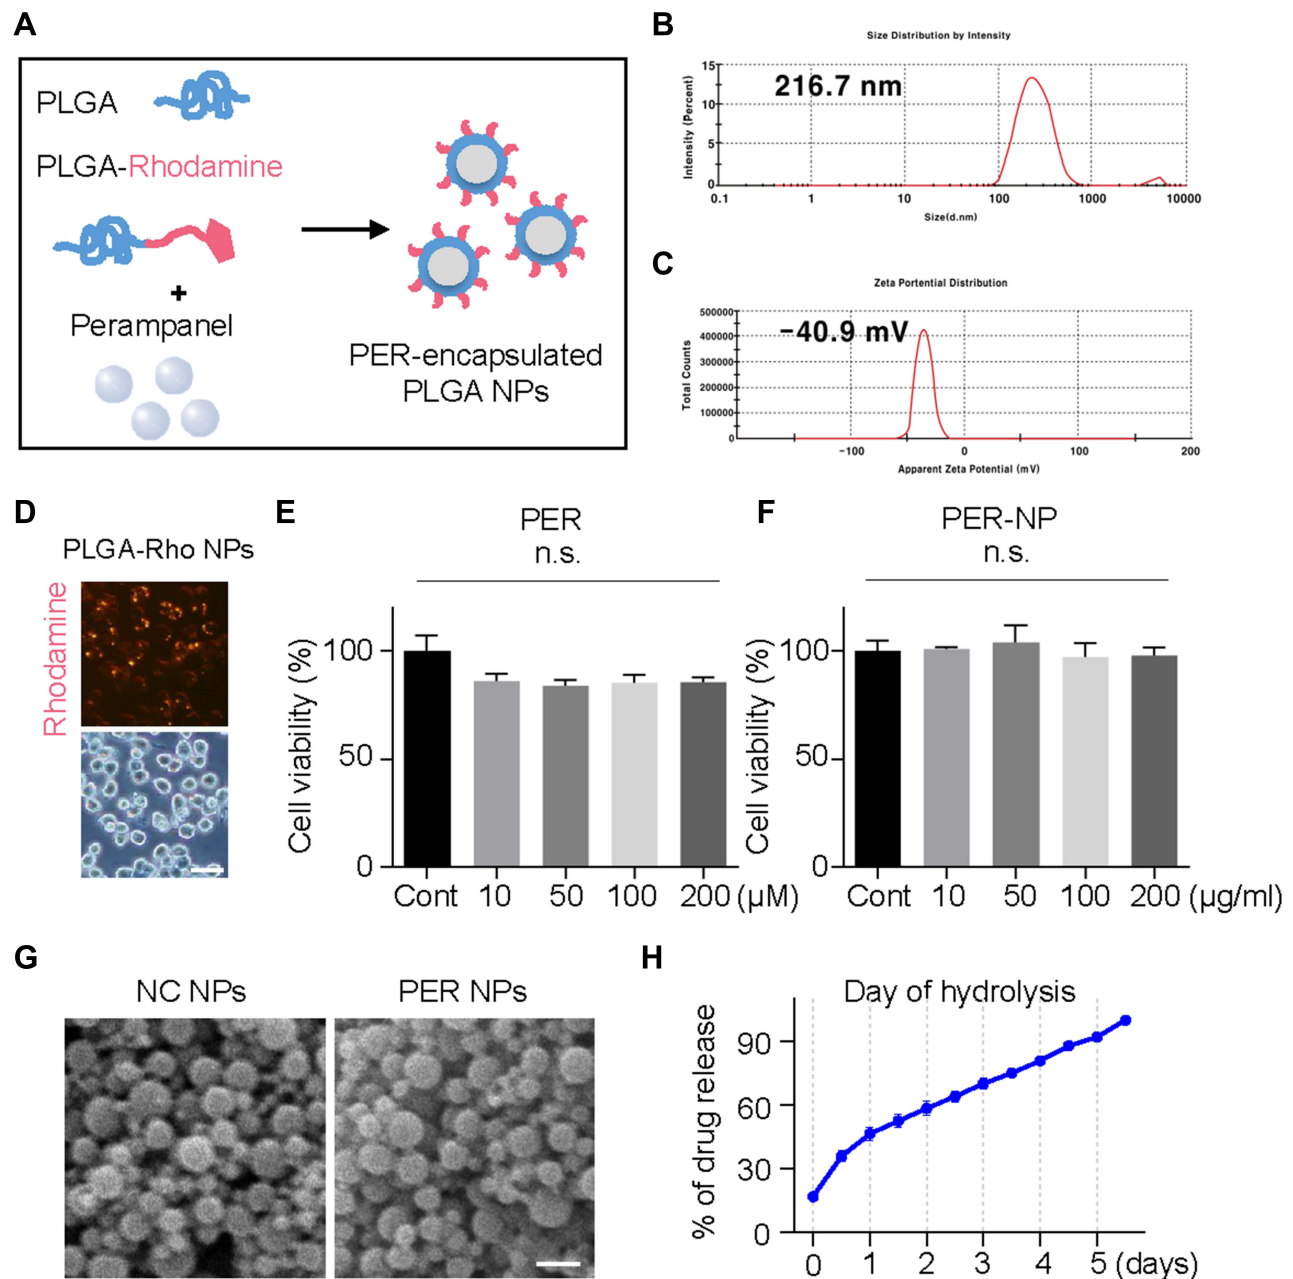 A
PLGA
PLGA-Rhodamine
+
Perampanel
PER-encapsulated
PLGA NPs
B
Size Distribution by Intensity
216.7 nm
Intensity (Percent)
15
10
5
0
0.1 1 10 100 1000 10000
Size(d.nm)
C
Zeta Portential Distribution
−40.9 mV
Total Counts
500000
400000
300000
200000
100000
0
−100 0 100 200
Apparent Zeta Potential (mV)
D
PLGA-Rho NPs
Rhodamine
E
PER
n.s.
Cell viability (%)
100
50
0
Cont 10 50 100 200 (µM)
F
PER-NP
n.s.
Cell viability (%)
100
50
0
Cont 10 50 100 200 (µg/ml)
G
NC NPs
PER NPs
H
Day of hydrolysis
% of drug release
90
60
30
0
0 1 2 3 4 5 (days)